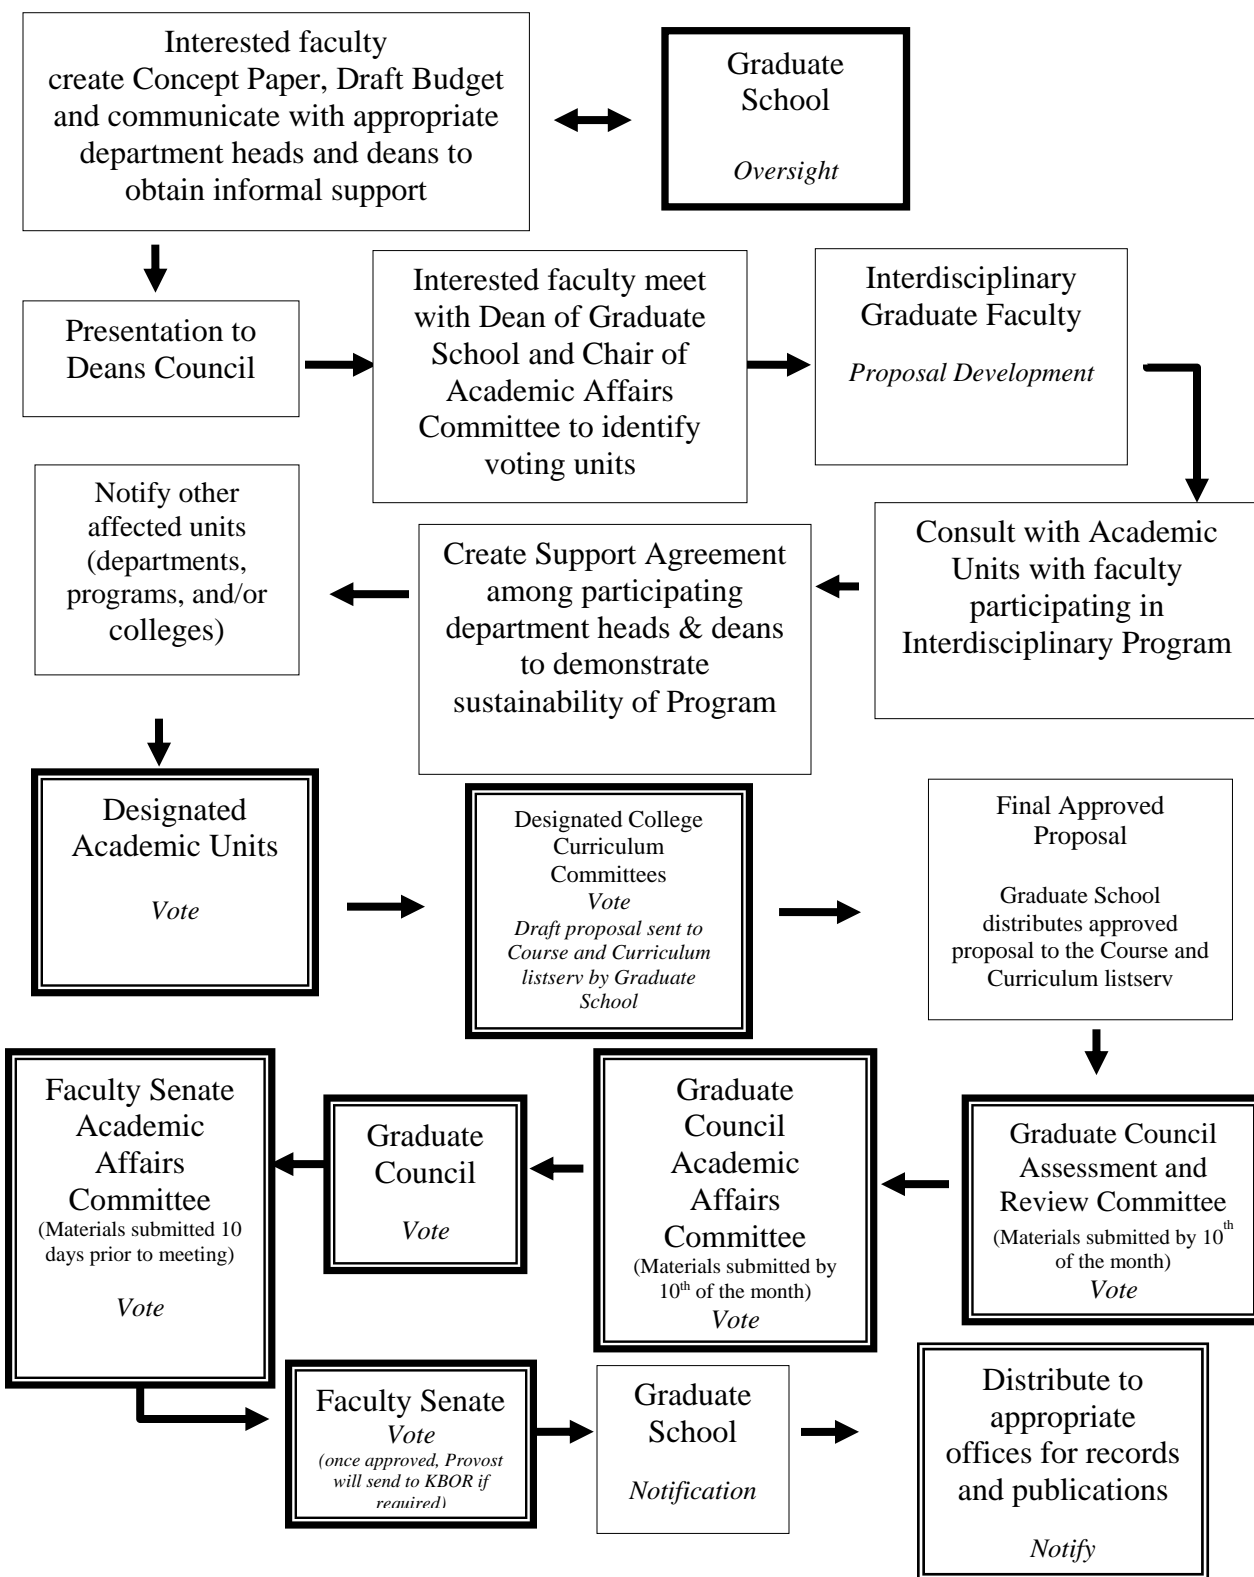 Interested faculty
create Concept Paper, Draft Budget
and communicate with appropriate
department heads and deans to
obtain informal support
Graduate
School
Oversight
Presentation to
Deans Council
Interested faculty meet
with Dean of Graduate
School and Chair of
Academic Affairs
Committee to identify
voting units
Interdisciplinary
Graduate Faculty
Proposal Development
Consult with Academic
Units with faculty
participating in
Interdisciplinary Program
Create Support Agreement
among participating
department heads & deans
to demonstrate
sustainability of Program
Notify other
affected units
(departments,
programs, and/or
colleges)
Designated
Academic Units
Vote
Designated College
Curriculum
Committees
Vote
Draft proposal sent to
Course and Curriculum
listserv by Graduate
School
Final Approved
Proposal
Graduate School
distributes approved
proposal to the Course and
Curriculum listserv
Graduate Council
Assessment and
Review Committee
(Materials submitted by 10th
of the month)
Vote
Graduate
Council
Academic
Affairs
Committee
(Materials submitted by
10th of the month)
Vote
Graduate
Council
Vote
Faculty Senate
Academic
Affairs
Committee
(Materials submitted 10
days prior to meeting)
Vote
Faculty Senate
Vote
(once approved, Provost
will send to KBOR if
required)
Graduate
School
Notification
Distribute to
appropriate
offices for records
and publications
Notify